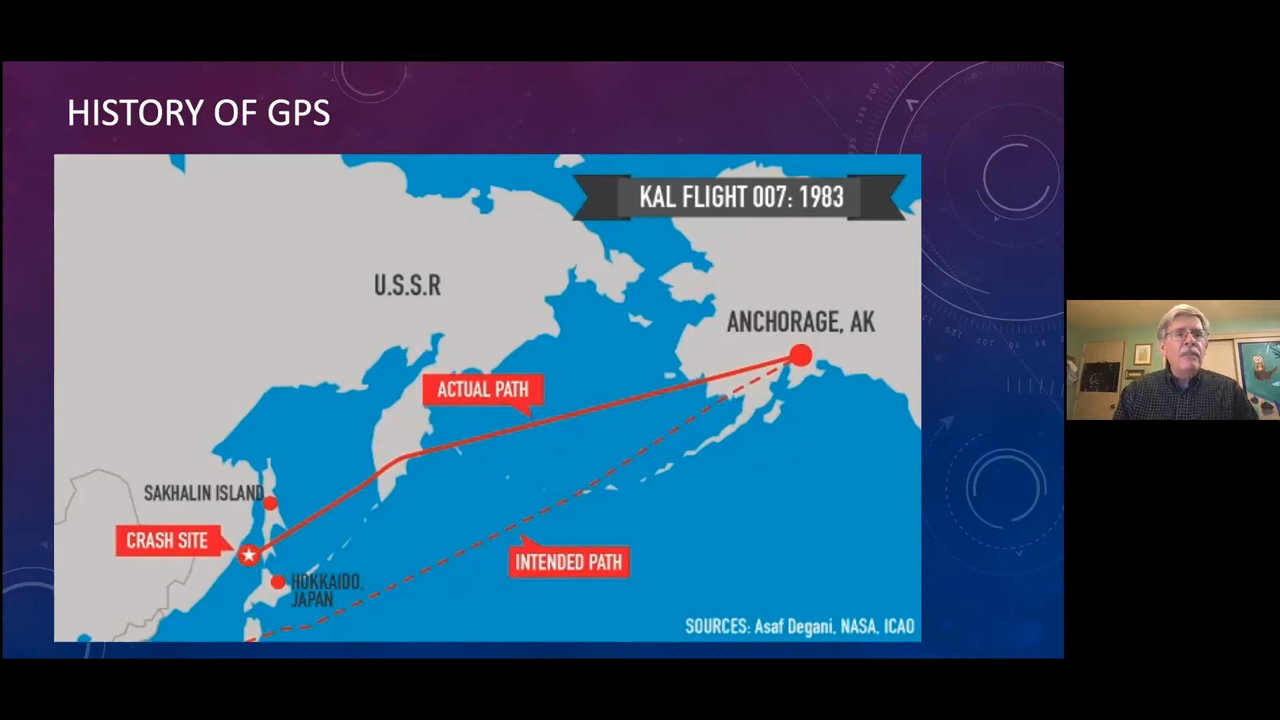 HISTORY OF GPS
KAL FLIGHT 007: 1983
U.S.S.R
ANCHORAGE, AK
ACTUAL PATH
SAKHALIN ISLAND
CRASH SITE
INTENDED PATH
HOKKAIDO,
JAPAN
SOURCES: Asaf Degani, NASA, ICAO